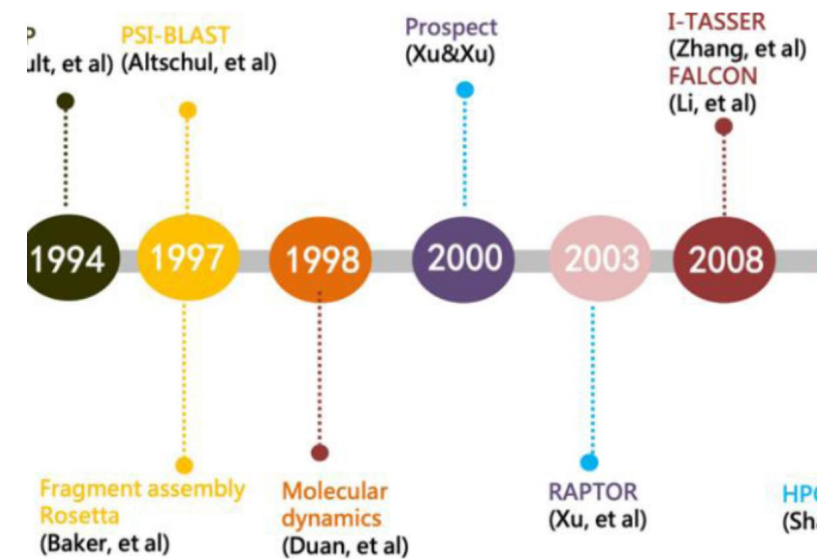 P
PSI-BLAST
ult, et al) (Altschul, et al)
Prospect
(Xu&Xu)
I-TASSER
(Zhang, et al)
FALCON
(Li, et al)
1994
1997
1998
2000
2003
2008
Fragment assembly
Rosetta
(Baker, et al)
Molecular
dynamics
(Duan, et al)
RAPTOR
(Xu, et al)